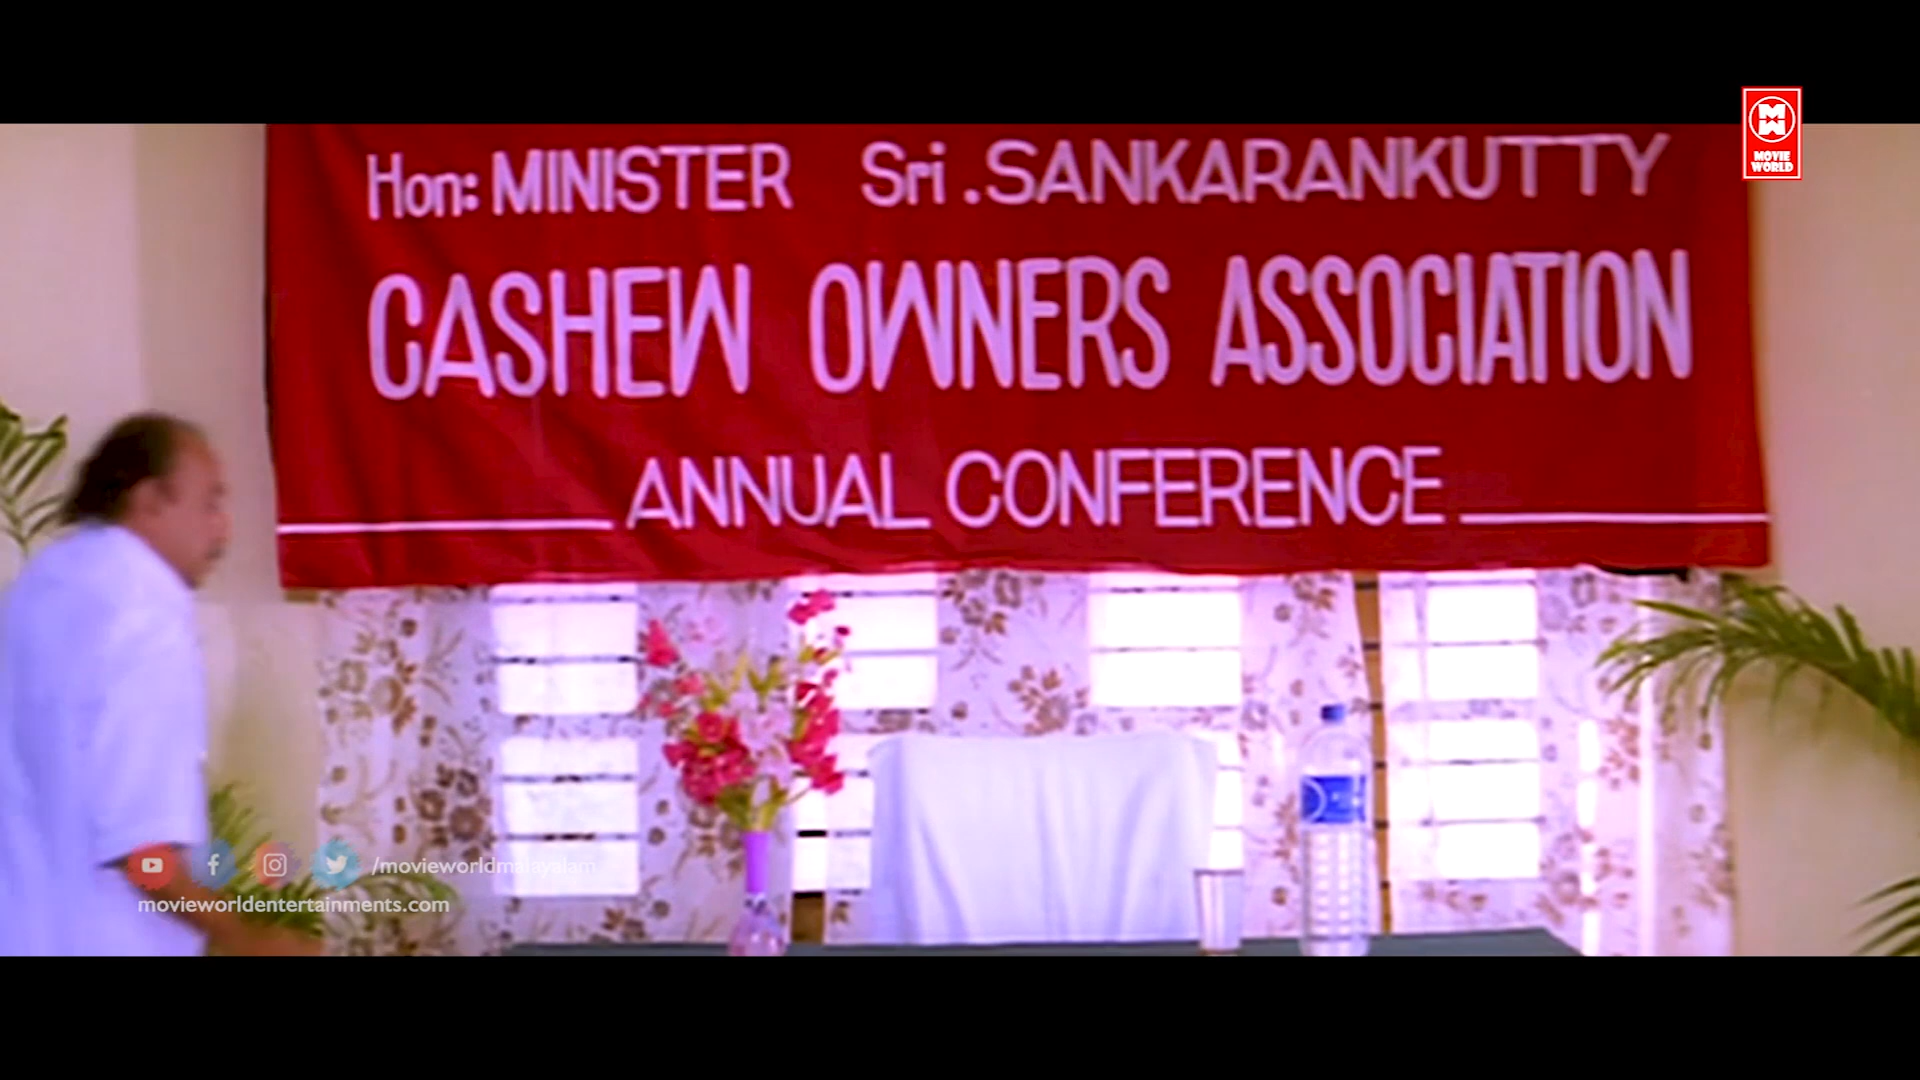 MOVIE
WORLD
Hon: MINISTER Sri .SANKARANKUTTY
CASHEW OWNERS ASSOCIATION
ANNUAL CONFERENCE
/movieworldmalayalam
movieworldentertainments.com